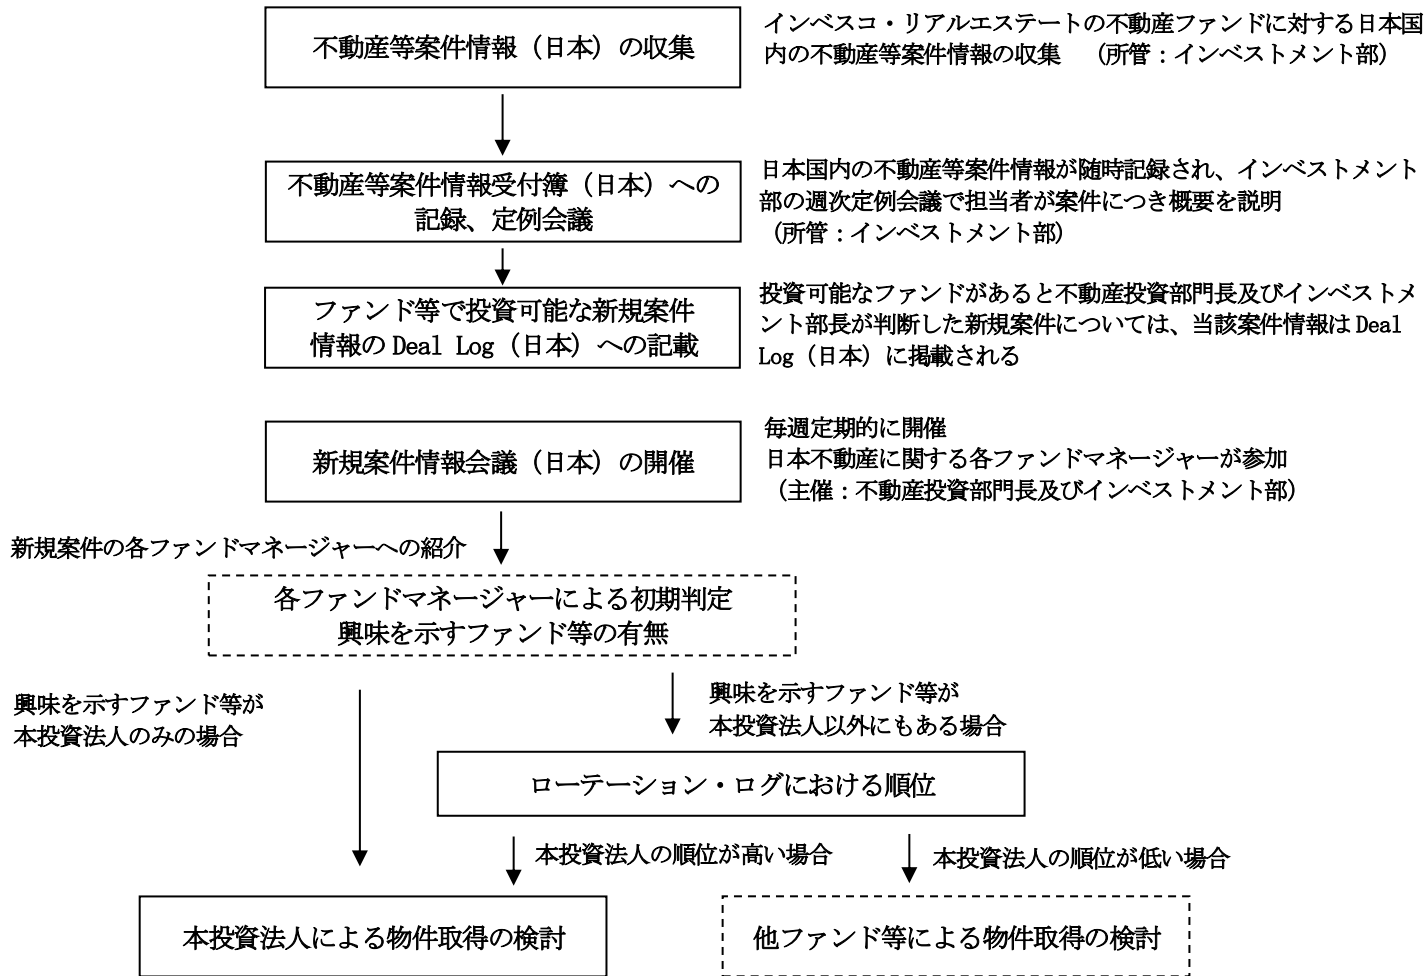 不動産等案件情報（日本）の収集
インベスコ・リアルエステートの不動産ファンドに対する日本国
内の不動産等案件情報の収集　（所管：インベストメント部）
不動産等案件情報受付簿（日本）への
記録、定例会議
日本国内の不動産等案件情報が随時記録され、インベストメント
部の週次定例会議で担当者が案件につき概要を説明
（所管：インベストメント部）
ファンド等で投資可能な新規案件
情報の Deal Log（日本）への記載
投資可能なファンドがあると不動産投資部門長及びインベストメ
ント部長が判断した新規案件については、当該案件情報は Deal
Log（日本）に掲載される
新規案件情報会議（日本）の開催
毎週定期的に開催
日本不動産に関する各ファンドマネージャーが参加
（主催：不動産投資部門長及びインベストメント部）
新規案件の各ファンドマネージャーへの紹介
各ファンドマネージャーによる初期判定
興味を示すファンド等の有無
興味を示すファンド等が
本投資法人のみの場合
興味を示すファンド等が
本投資法人以外にもある場合
ローテーション・ログにおける順位
本投資法人の順位が高い場合
本投資法人の順位が低い場合
本投資法人による物件取得の検討
他ファンド等による物件取得の検討